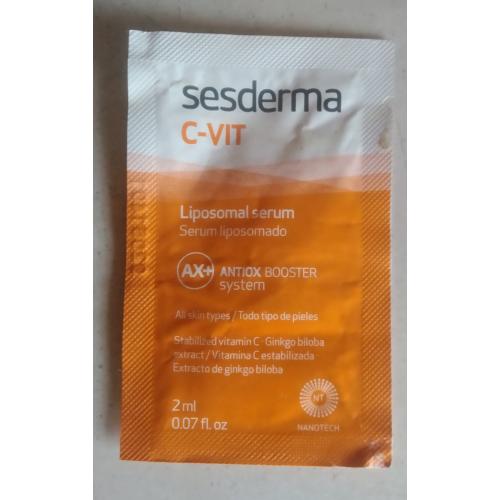 sesderma
C-VIT
Liposomal serum
Serum liposomado
AX+ ANTIOX BOOSTER
system
All skin types / Todo tipo de pieles
Stabilized vitamin C · Ginkgo biloba
extract / Vitamina C estabilizada
Extracto de ginkgo biloba
2 ml
0.07 fl. oz
NT
NANOTECH